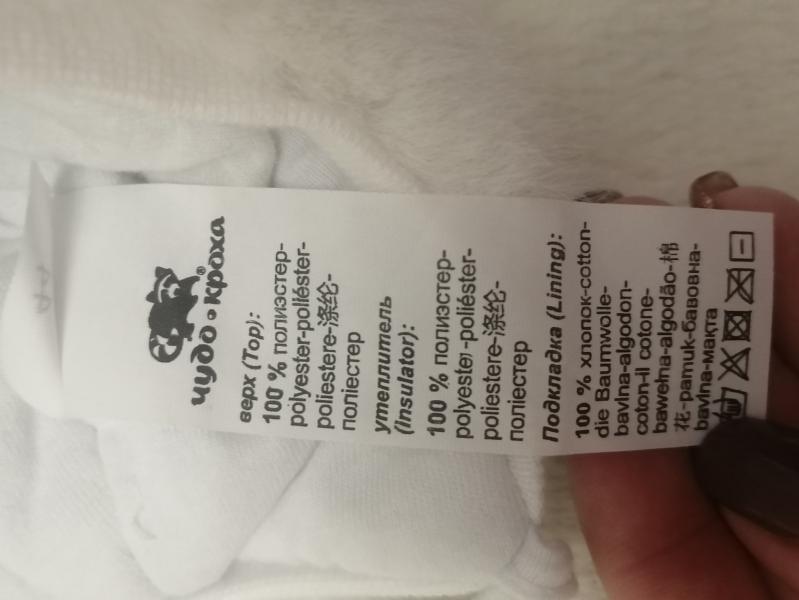 чудо•кроха®
верх (Top):
100 % полиэстер-
polyester-poliéster-
poliestere-涤纶-
поліестер
утеплитель
(insulator):
100 % полиэстер-
polyester-poliéster-
poliestere-涤纶-
поліестер
Подкладка (Lining):
100 % хлопок-cotton-
die Baumwolle-
bavlna-algodon-
coton-il cotone-
bawełna-algodão-棉
花-pamuk-бавовна-
bavlna-мақта